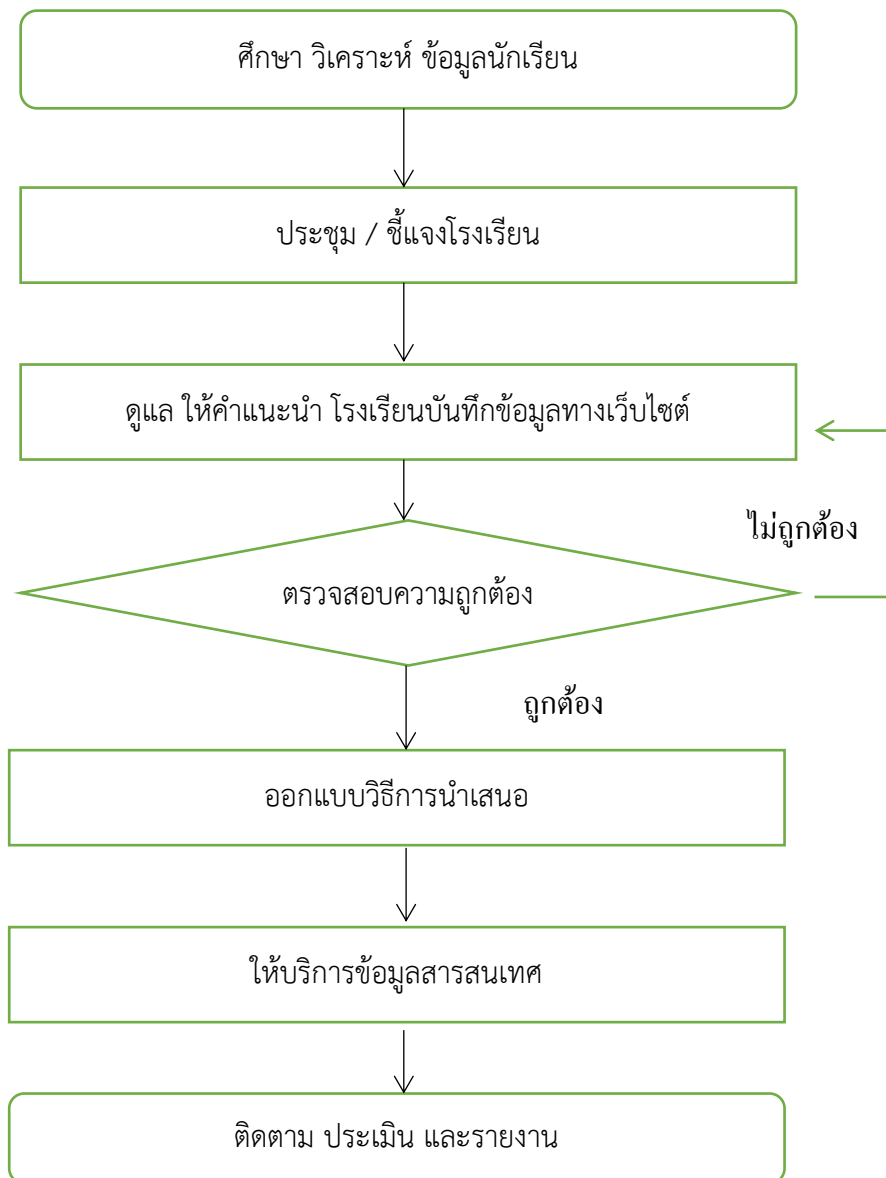 ศึกษา วิเคราะห์ ข้อมูลนักเรียน
ประชุม / ชี้แจงโรงเรียน
ดูแล ให้คำแนะนำ โรงเรียนบันทึกข้อมูลทางเว็บไซต์
ไม่ถูกต้อง
ตรวจสอบความถูกต้อง
ถูกต้อง
ออกแบบวิธีการนำเสนอ
ให้บริการข้อมูลสารสนเทศ
ติดตาม ประเมิน และรายงาน